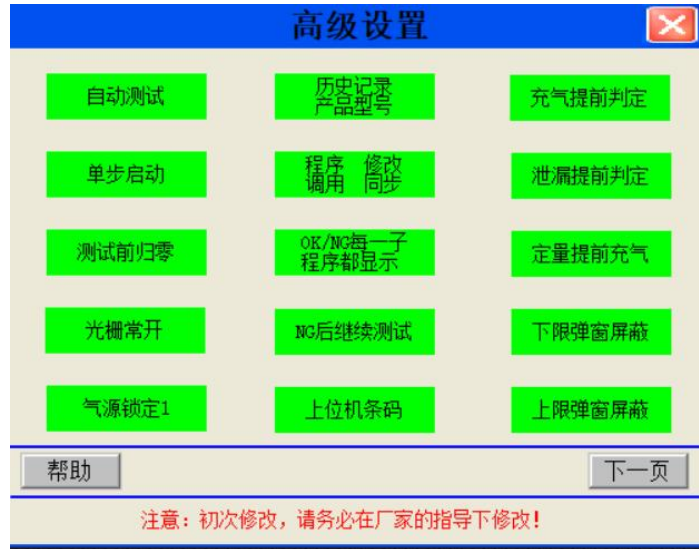 高级设置
自动测试
历史记录
产品型号
充气提前判定
单步启动
程序 修改
调用 同步
泄漏提前判定
测试前归零
OK/NG每一子
程序都显示
定量提前充气
光栅常开
NG后继续测试
下限弹窗屏蔽
气源锁定1
上位机条码
上限弹窗屏蔽
帮助
下一页
注意：初次修改，请务必在厂家的指导下修改！